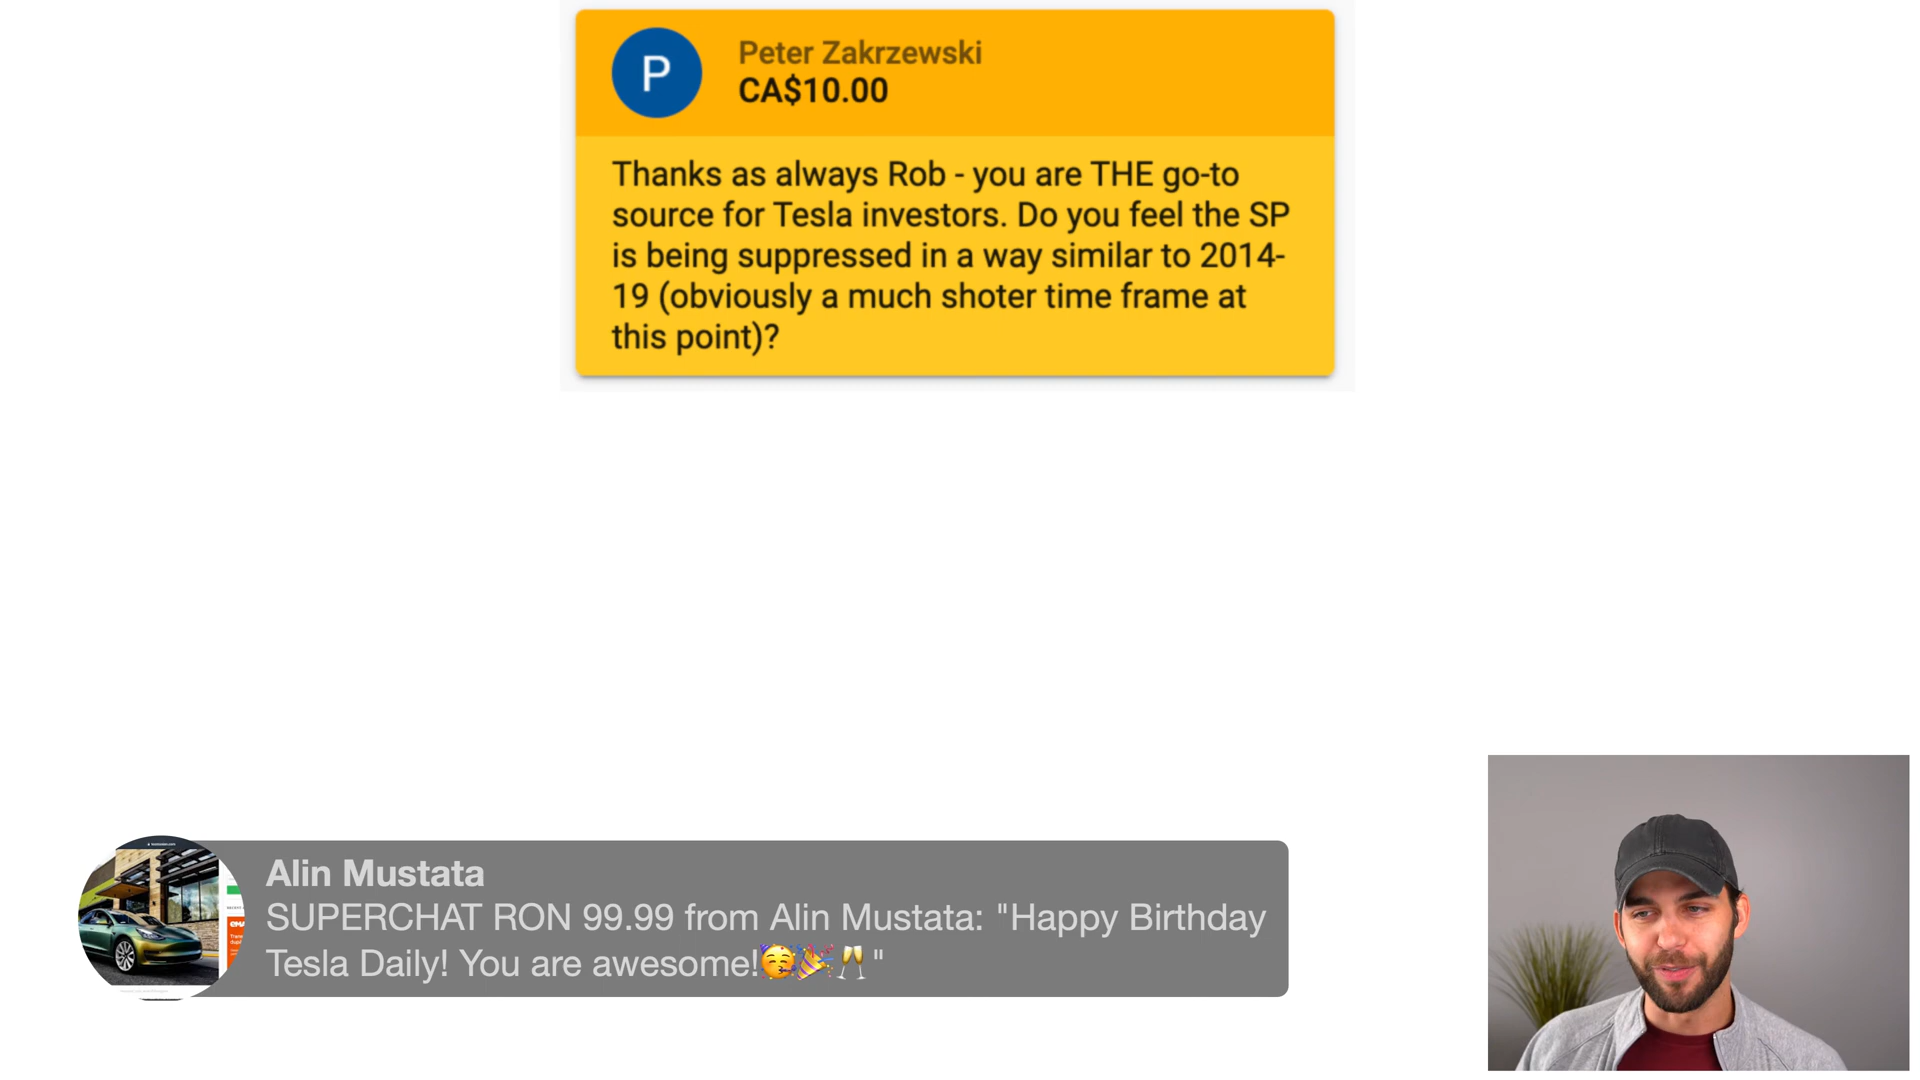 P
Peter Zakrzewski
CA$10.00
Thanks as always Rob - you are THE go-to
source for Tesla investors. Do you feel the SP
is being suppressed in a way similar to 2014-
19 (obviously a much shoter time frame at
this point)?
Alin Mustata
SUPERCHAT RON 99.99 from Alin Mustata: "Happy Birthday
Tesla Daily! You are awesome!🥳🎉🥂"